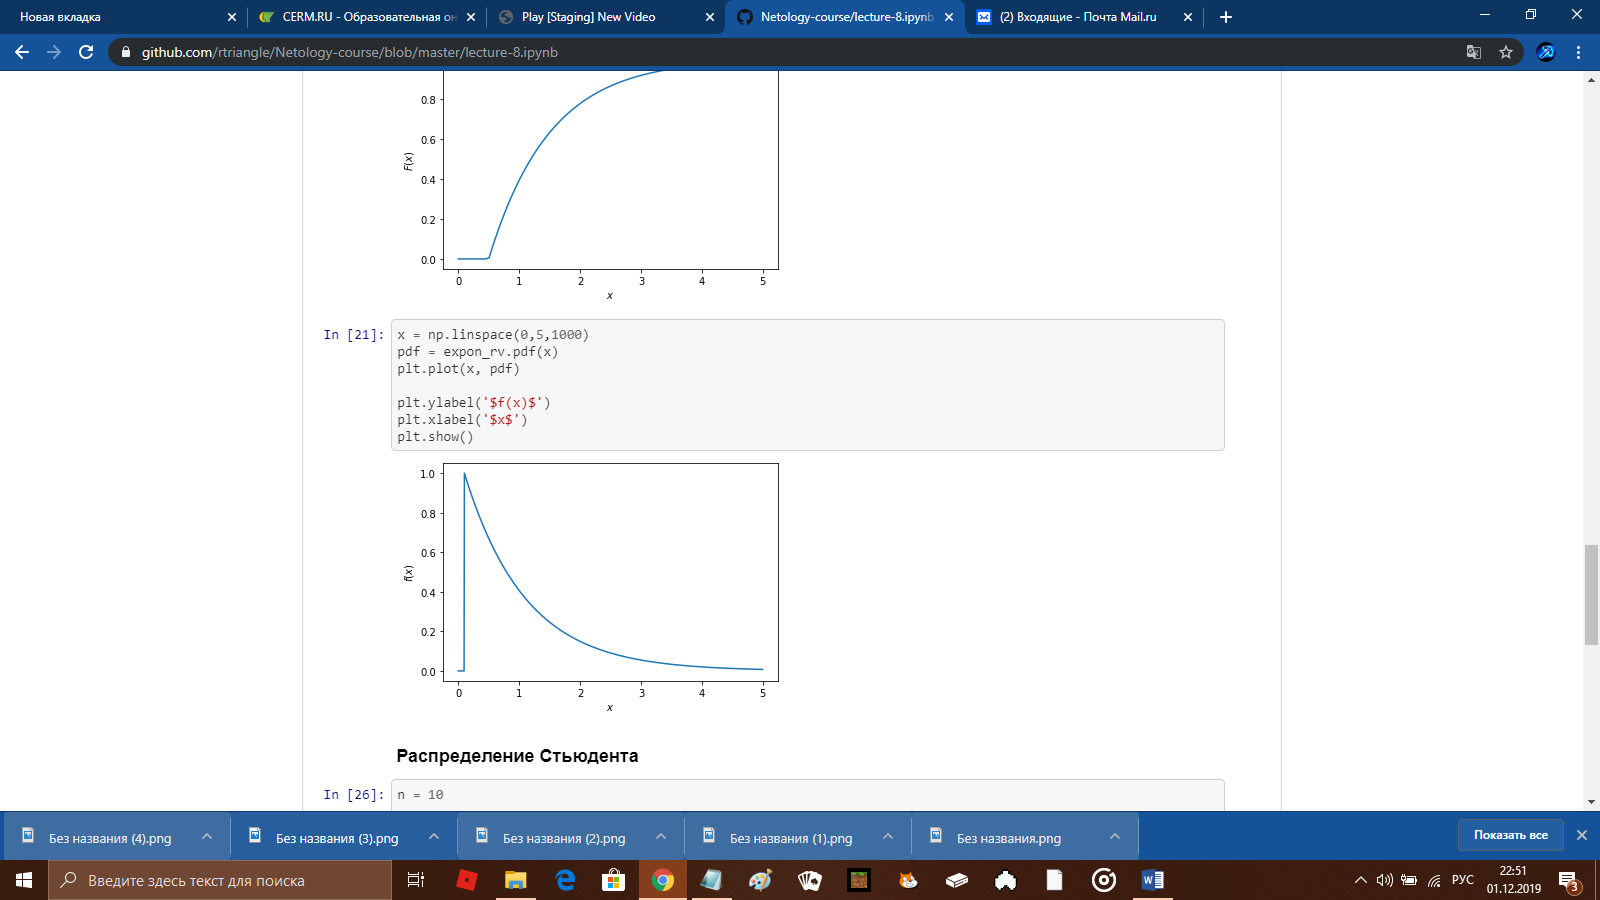 Новая вкладка
CERM.RU - Образовательная он
Play [Staging] New Video
Netology-course/lecture-8.ipynb
(2) Входящие - Почта Mail.ru
github.com/rtriangle/Netology-course/blob/master/lecture-8.ipynb
0.8
0.6
0.4
0.2
0.0
F(x)
0 1 2 3 4 5
x
In [21]:
x = np.linspace(0,5,1000)
pdf = expon_rv.pdf(x)
plt.plot(x, pdf)
plt.ylabel('$f(x)$')
plt.xlabel('$x$')
plt.show()
1.0
0.8
0.6
0.4
0.2
0.0
f(x)
0 1 2 3 4 5
x
Распределение Стьюдента
In [26]:
n = 10
Без названия (4).png
Без названия (3).png
Без названия (2).png
Без названия (1).png
Без названия.png
Показать все
Введите здесь текст для поиска
РУС
22:51
01.12.2019
3